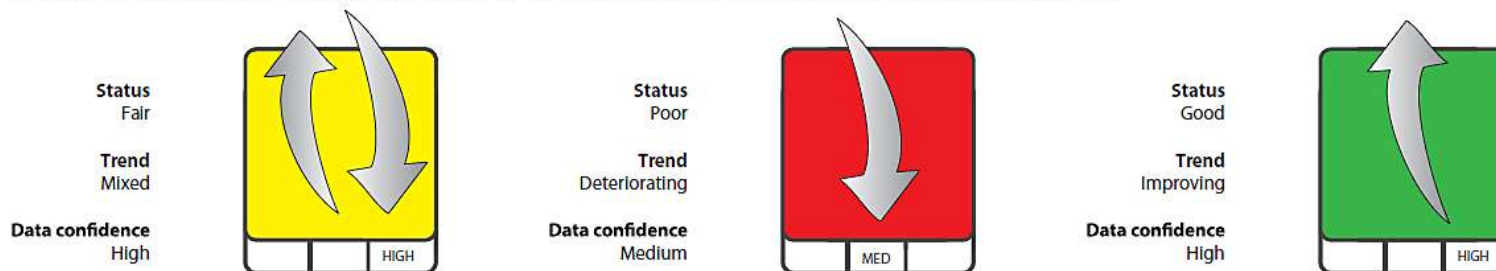 Status
Fair
Trend
Mixed
Data confidence
High
HIGH
Status
Poor
Trend
Deteriorating
Data confidence
Medium
MED
Status
Good
Trend
Improving
Data confidence
High
HIGH